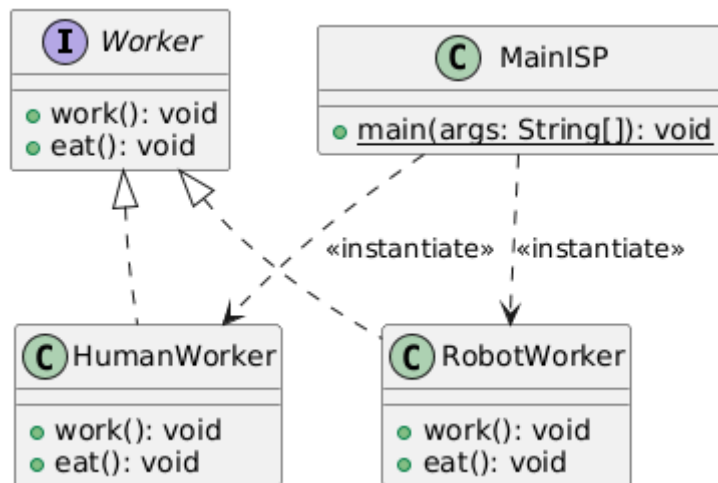 I Worker
work(): void
eat(): void
C MainISP
main(args: String[]): void
«instantiate» «instantiate»
C HumanWorker
work(): void
eat(): void
C RobotWorker
work(): void
eat(): void